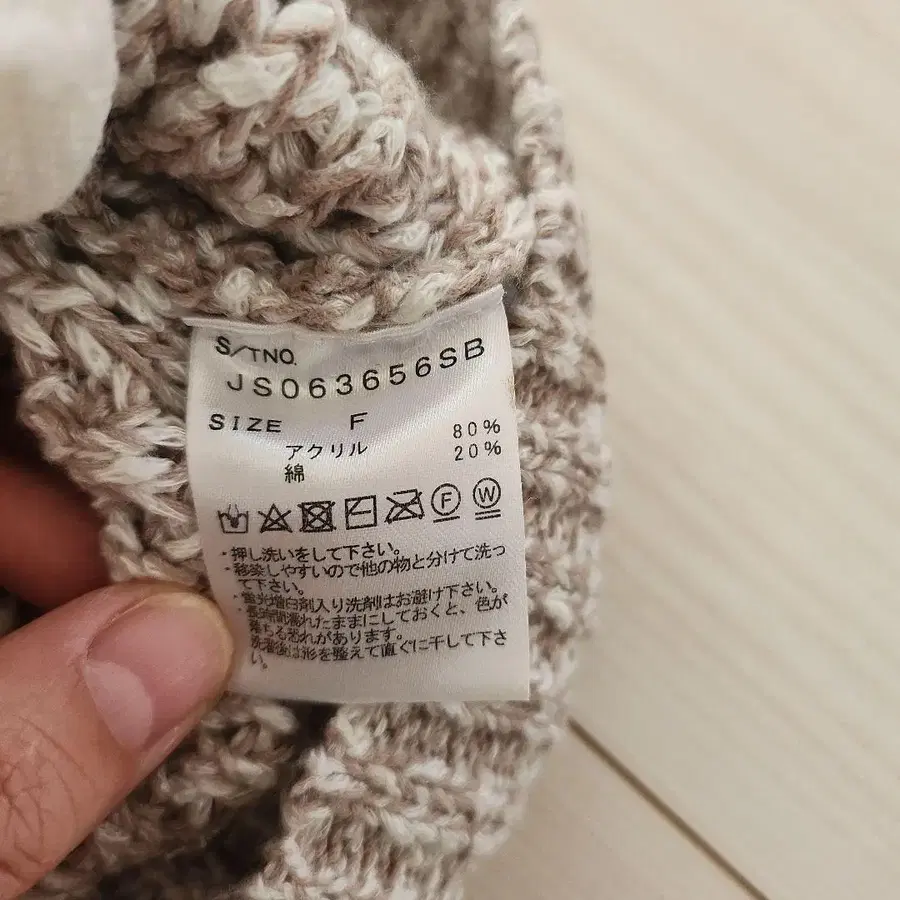 S/TNO.
JS063656SB
SIZE F
アクリル 80%
綿 20%
F W
・押し洗いをして下さい。
・移染しやすいので他の物と分けて洗っ
て下さい。
・蛍光増白剤入り洗剤はお避け下さい。
・長時間濡れたままにしておくと、色が
落ちる恐れがあります。
洗濯後は形を整えて直ぐに干して下さ
い。